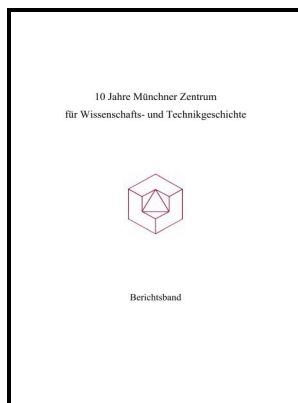 10 Jahre Münchner Zentrum
für Wissenschafts- und Technikgeschichte
Berichtsband